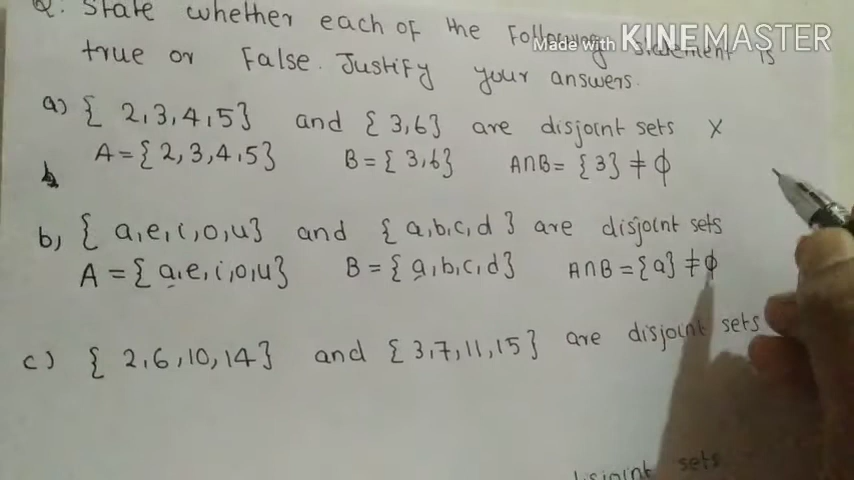 Q. State whether each of the Following statement is
Made with KINEMASTER
true or False. Justify your answers.
a) { 2,3,4,5} and { 3,6} are disjoint sets X
A={ 2,3,4,5} B={ 3,6} A∩B= {3} ≠ ϕ
b) { a,e,i,o,u} and { a,b,c,d } are disjoint sets
A = { a,e,i,o,u} B = { a,b,c,d} A∩B = {a} ≠ ϕ
c) { 2,6,10,14} and { 3,7,11,15} are disjoint sets
disjoint sets